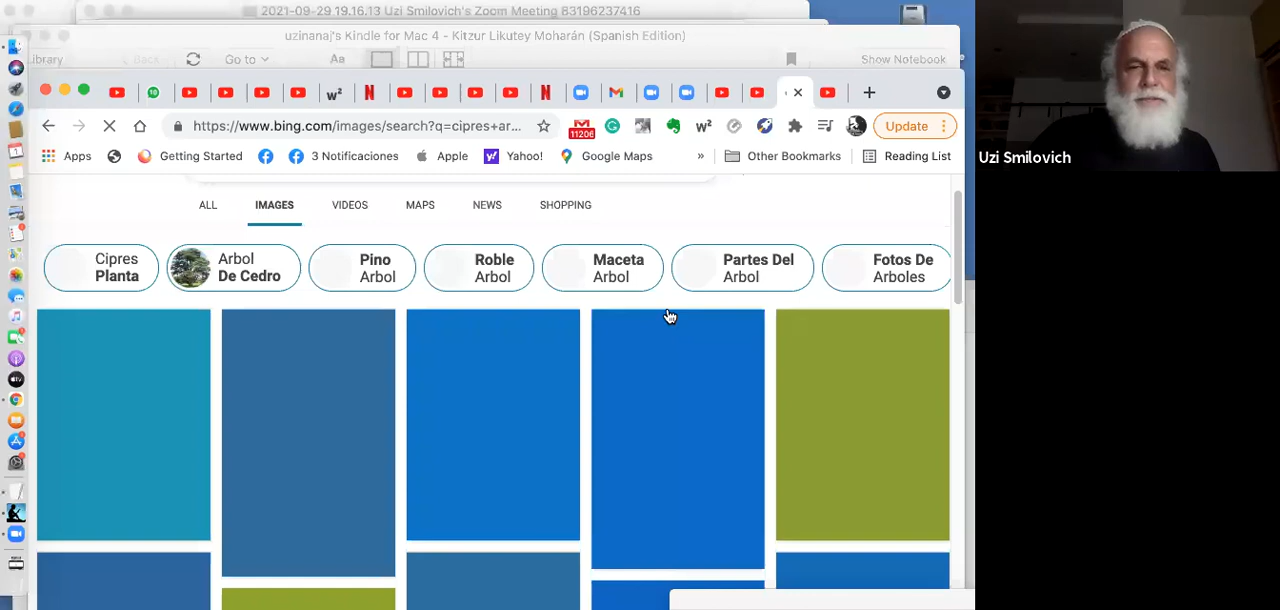 2021-09-29 19.16.13 Uzi Smilovich's Zoom Meeting 83196237416
uzinanaj's Kindle for Mac 4 - Kitzur Likutey Moharán (Spanish Edition)
Library
Back
Go to
Aa
Show Notebook
https://www.bing.com/images/search?q=cipres+ar...
11206
w²
Update
Apps
Getting Started
3 Notificaciones
Apple
Yahoo!
Google Maps
»
Other Bookmarks
Reading List
ALL
IMAGES
VIDEOS
MAPS
NEWS
SHOPPING
Cipres
Planta
Arbol
De Cedro
Pino
Arbol
Roble
Arbol
Maceta
Arbol
Partes Del
Arbol
Fotos De
Arboles
Uzi Smilovich